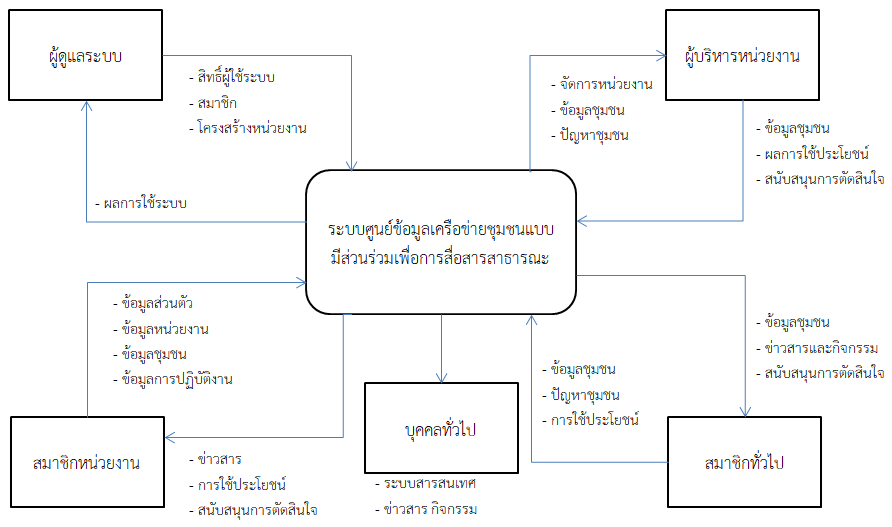 ผู้ดูแลระบบ
- สิทธิ์ผู้ใช้ระบบ
- สมาชิก
- โครงสร้างหน่วยงาน
- ผลการใช้ระบบ
ผู้บริหารหน่วยงาน
- จัดการหน่วยงาน
- ข้อมูลชุมชน
- ปัญหาชุมชน
- ข้อมูลชุมชน
- ผลการใช้ประโยชน์
- สนับสนุนการตัดสินใจ
ระบบศูนย์ข้อมูลเครือข่ายชุมชนแบบ
มีส่วนร่วมเพื่อการสื่อสารสาธารณะ
- ข้อมูลส่วนตัว
- ข้อมูลหน่วยงาน
- ข้อมูลชุมชน
- ข้อมูลการปฏิบัติงาน
สมาชิกหน่วยงาน
- ข่าวสาร
- การใช้ประโยชน์
- สนับสนุนการตัดสินใจ
บุคคลทั่วไป
- ระบบสารสนเทศ
- ข่าวสาร กิจกรรม
- ข้อมูลชุมชน
- ปัญหาชุมชน
- การใช้ประโยชน์
- ข้อมูลชุมชน
- ข่าวสารและกิจกรรม
- สนับสนุนการตัดสินใจ
สมาชิกทั่วไป